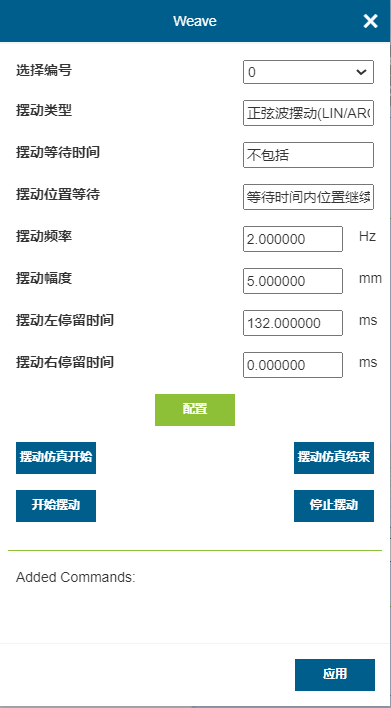 Weave
选择编号 0
摆动类型 正弦波摆动(LIN/ARC
摆动等待时间 不包括
摆动位置等待 等待时间内位置继续
摆动频率 2.000000 Hz
摆动幅度 5.000000 mm
摆动左停留时间 132.000000 ms
摆动右停留时间 0.000000 ms
配置
摆动仿真开始 摆动仿真结束
开始摆动 停止摆动
Added Commands:
应用